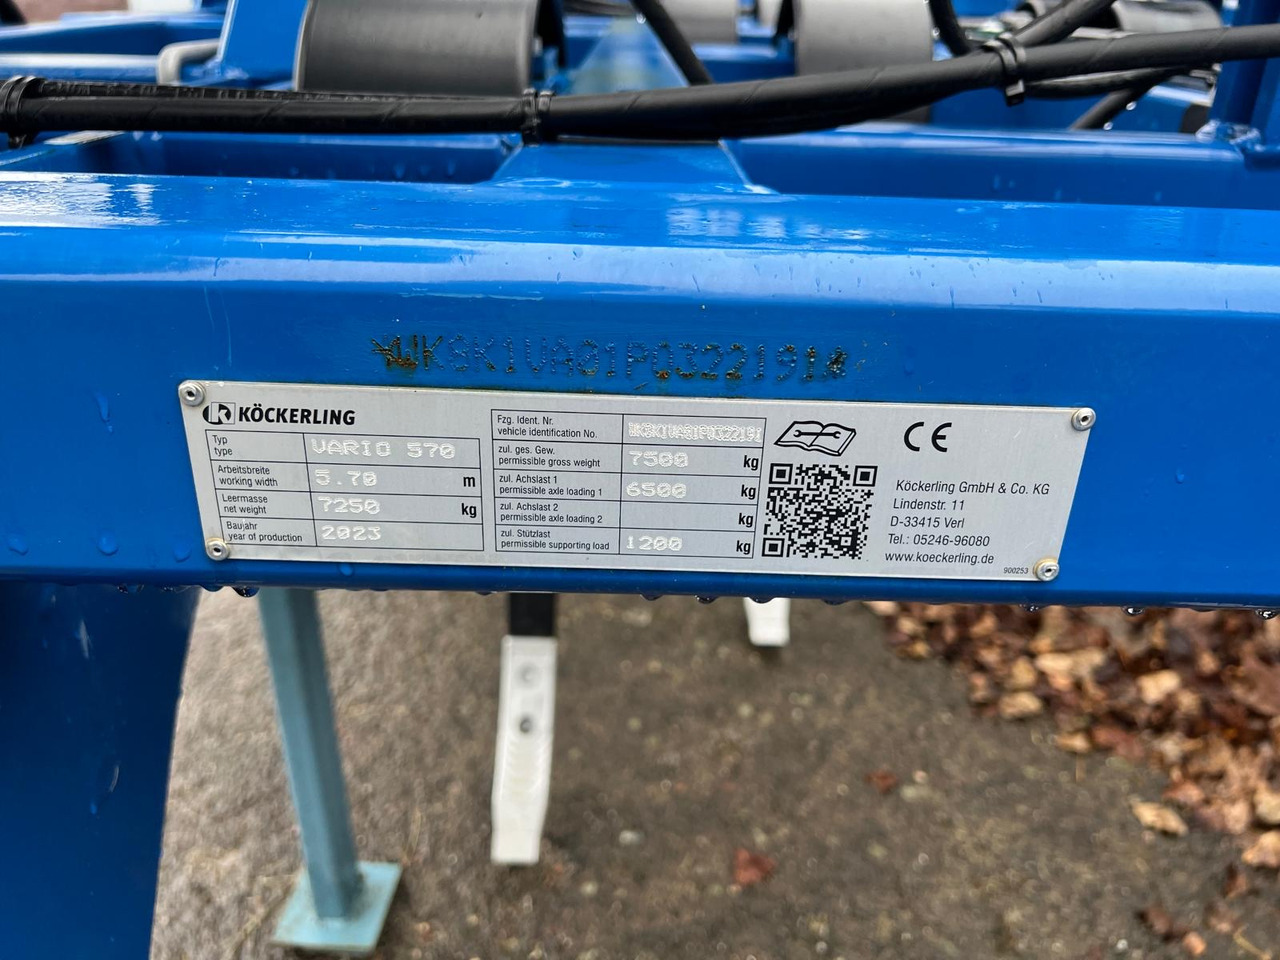 *WK8K1VA01P0322191*
KÖCKERLING
Typ
type
VARIO 570
Arbeitsbreite
working width
5.70 m
Leermasse
net weight
7250 kg
Baujahr
year of production
2023
Fzg. Ident. Nr.
vehicle identification No.
WK8K1VA01P0322191
zul. ges. Gew.
permissible gross weight
7500 kg
zul. Achslast 1
permissible axle loading 1
6500 kg
zul. Achslast 2
permissible axle loading 2
kg
zul. Stützlast
permissible supporting load
1200 kg
CE
Köckerling GmbH & Co. KG
Lindenstr. 11
D-33415 Verl
Tel.: 05246-96080
www.koeckerling.de
900253